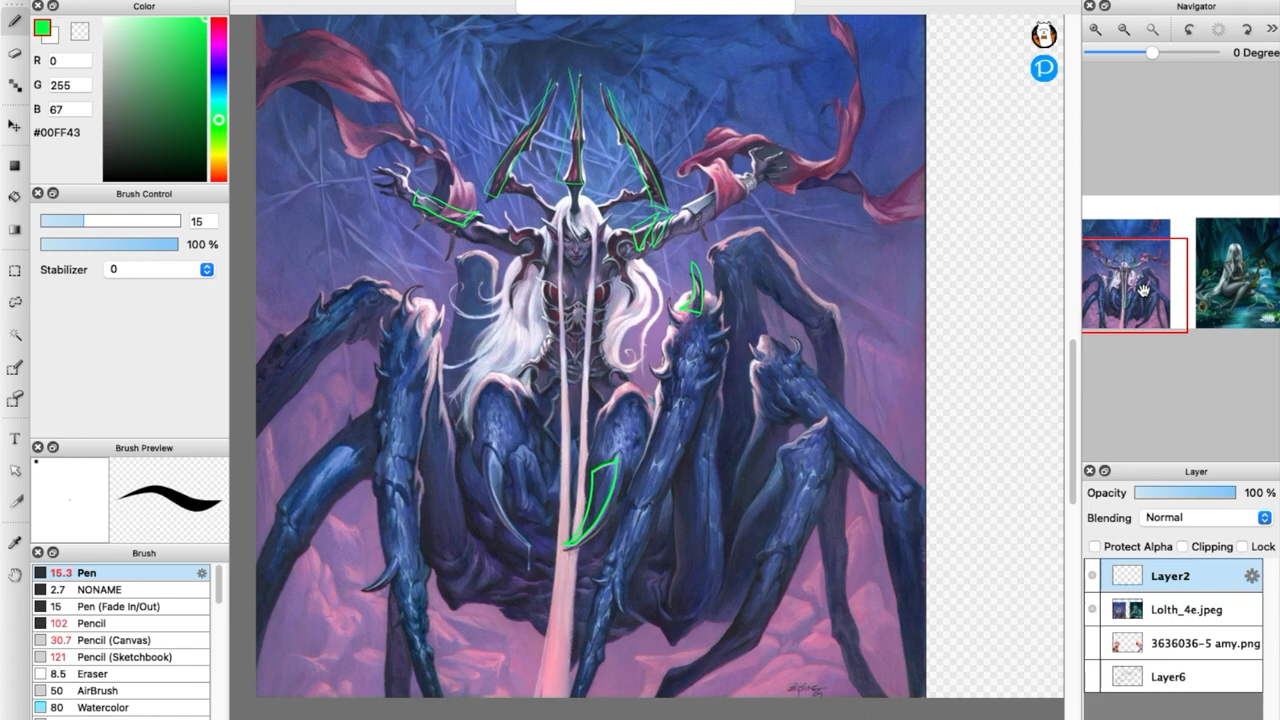 Color
R 0
G 255
B 67
#00FF43
Brush Control
15
100 %
Stabilizer 0
Brush Preview
Brush
15.3 Pen
2.7 NONAME
15 Pen (Fade In/Out)
102 Pencil
30.7 Pencil (Canvas)
121 Pencil (Sketchbook)
8.5 Eraser
50 AirBrush
80 Watercolor
Navigator
0 Degree
Layer
Opacity 100 %
Blending Normal
Protect Alpha Clipping Lock
Layer2
Lolth_4e.jpeg
3636036-5 amy.png
Layer6